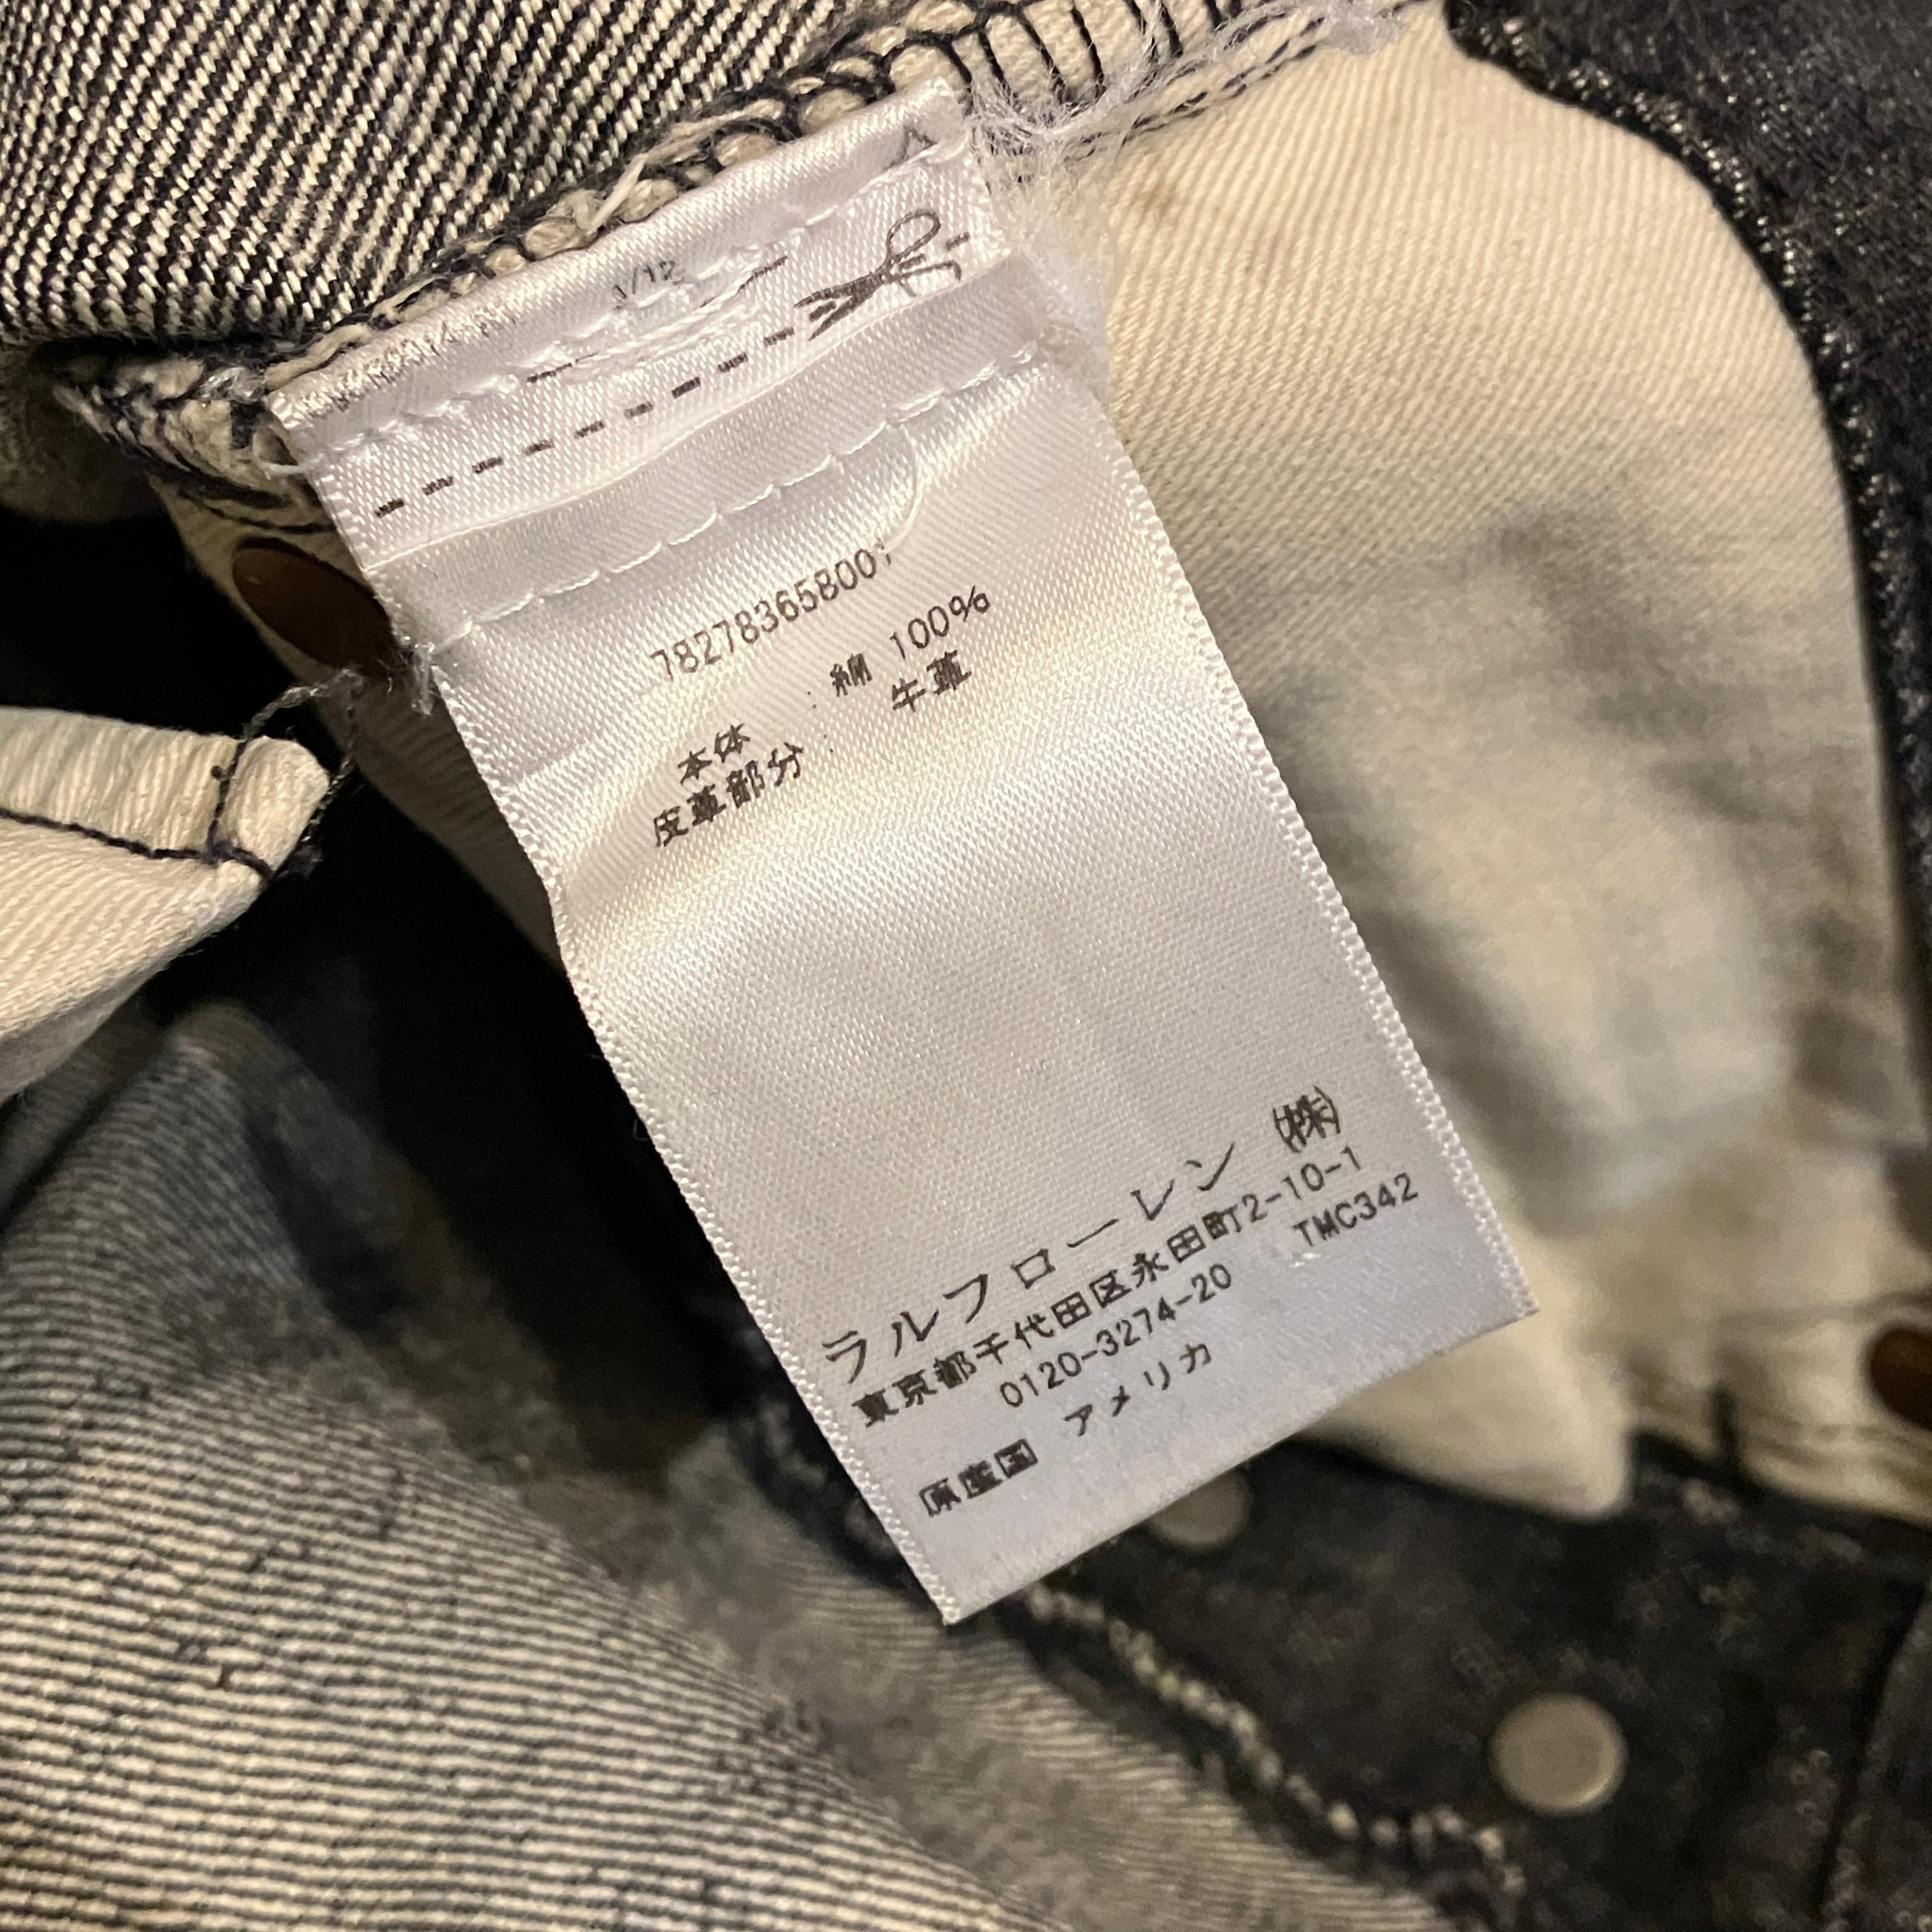 782783658001
本体 : 綿 100%
皮革部分 : 牛革
ラルフローレン ㈱
東京都千代田区永田町2-10-1
0120-3274-20 TMC342
原産国 アメリカ